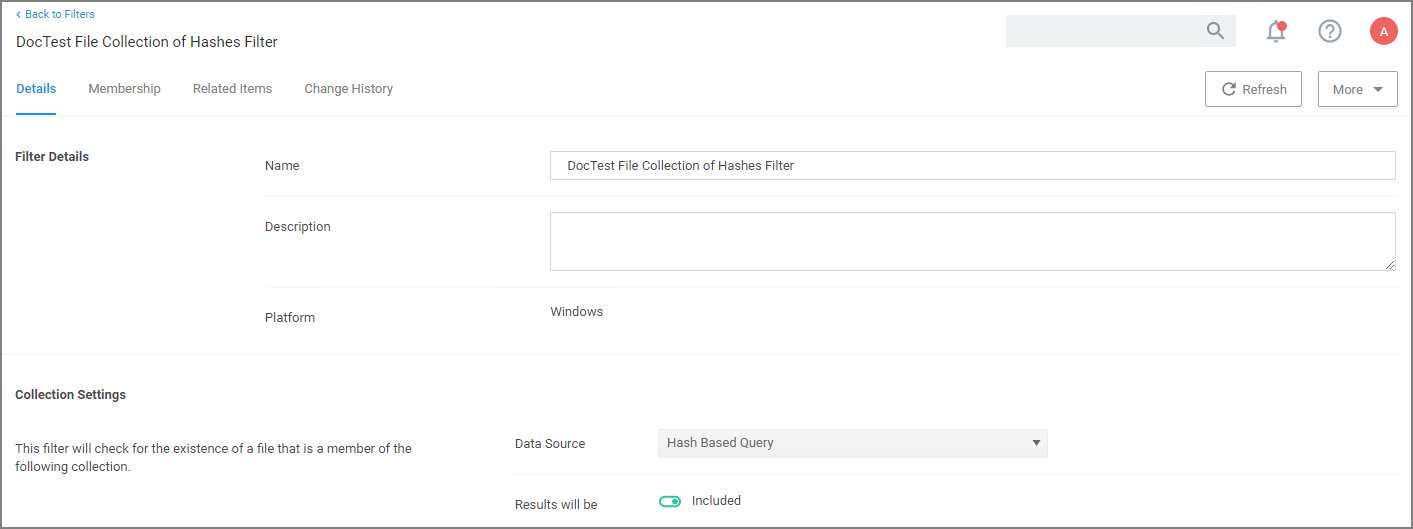 Back to Filters
DocTest File Collection of Hashes Filter
A
Details Membership Related Items Change History
Refresh More
Filter Details
Name DocTest File Collection of Hashes Filter
Description
Platform Windows
Collection Settings
This filter will check for the existence of a file that is a member of the
following collection.
Data Source Hash Based Query
Results will be Included